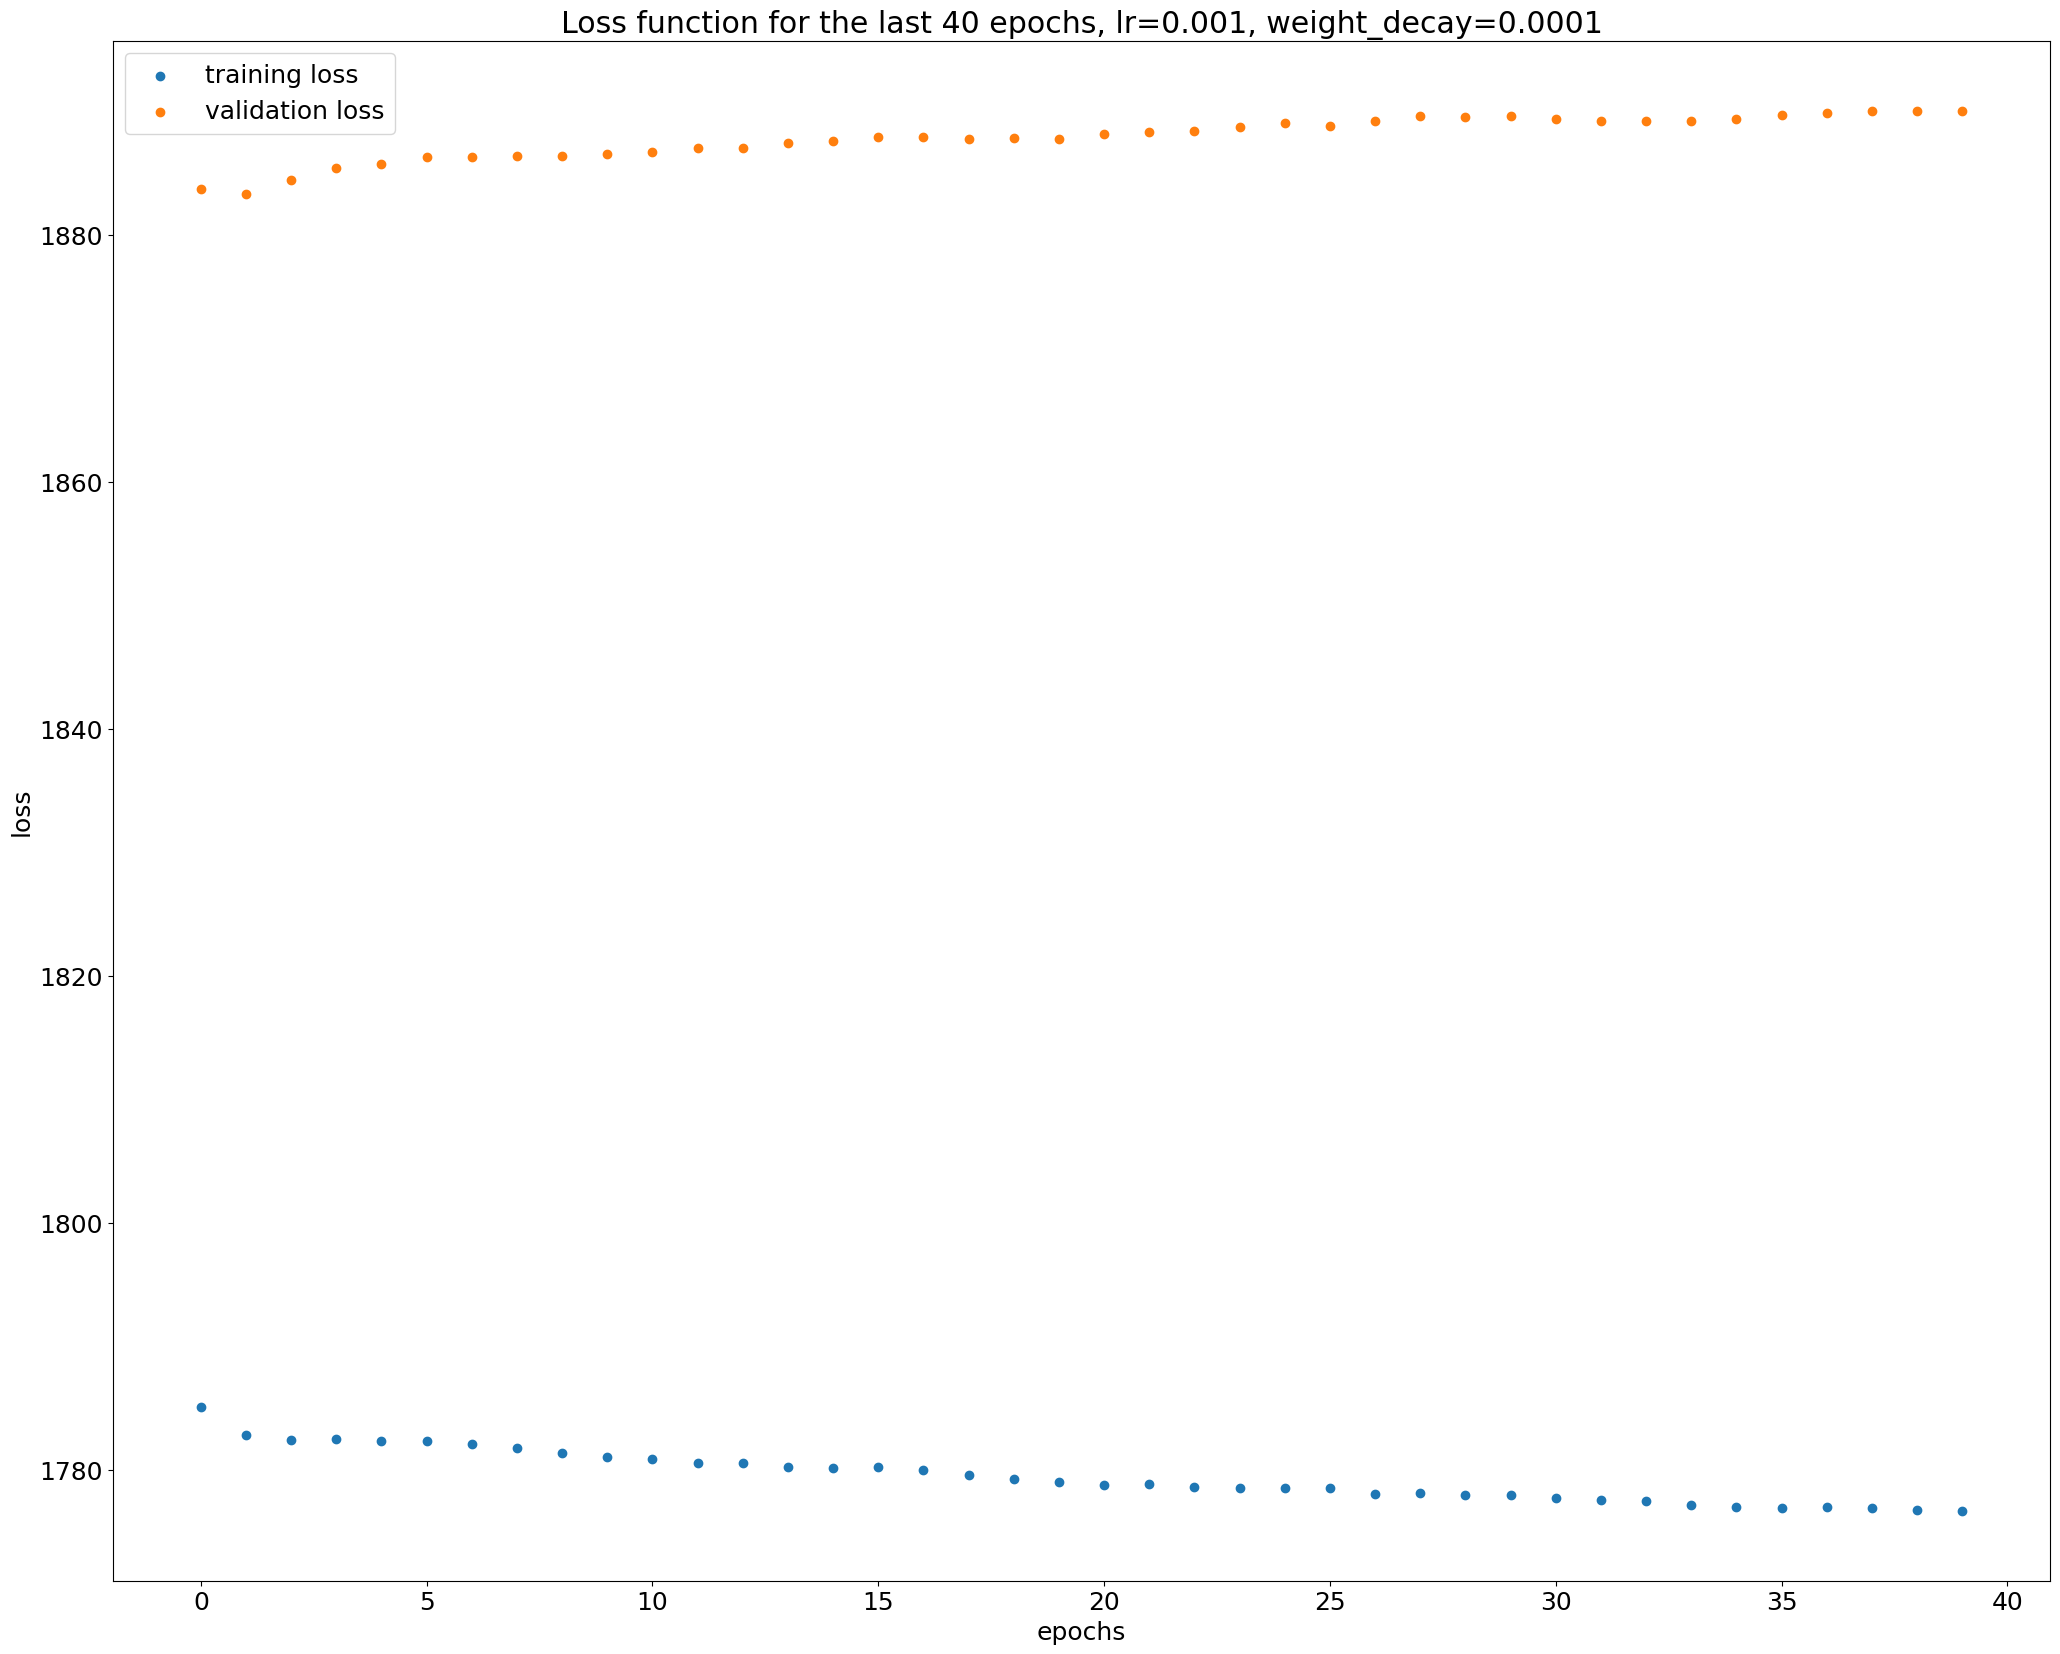 Loss function for the last 40 epochs, lr=0.001, weight_decay=0.0001
training loss
validation loss
1880
1860
1840
1820
1800
1780
loss
0 5 10 15 20 25 30 35 40
epochs